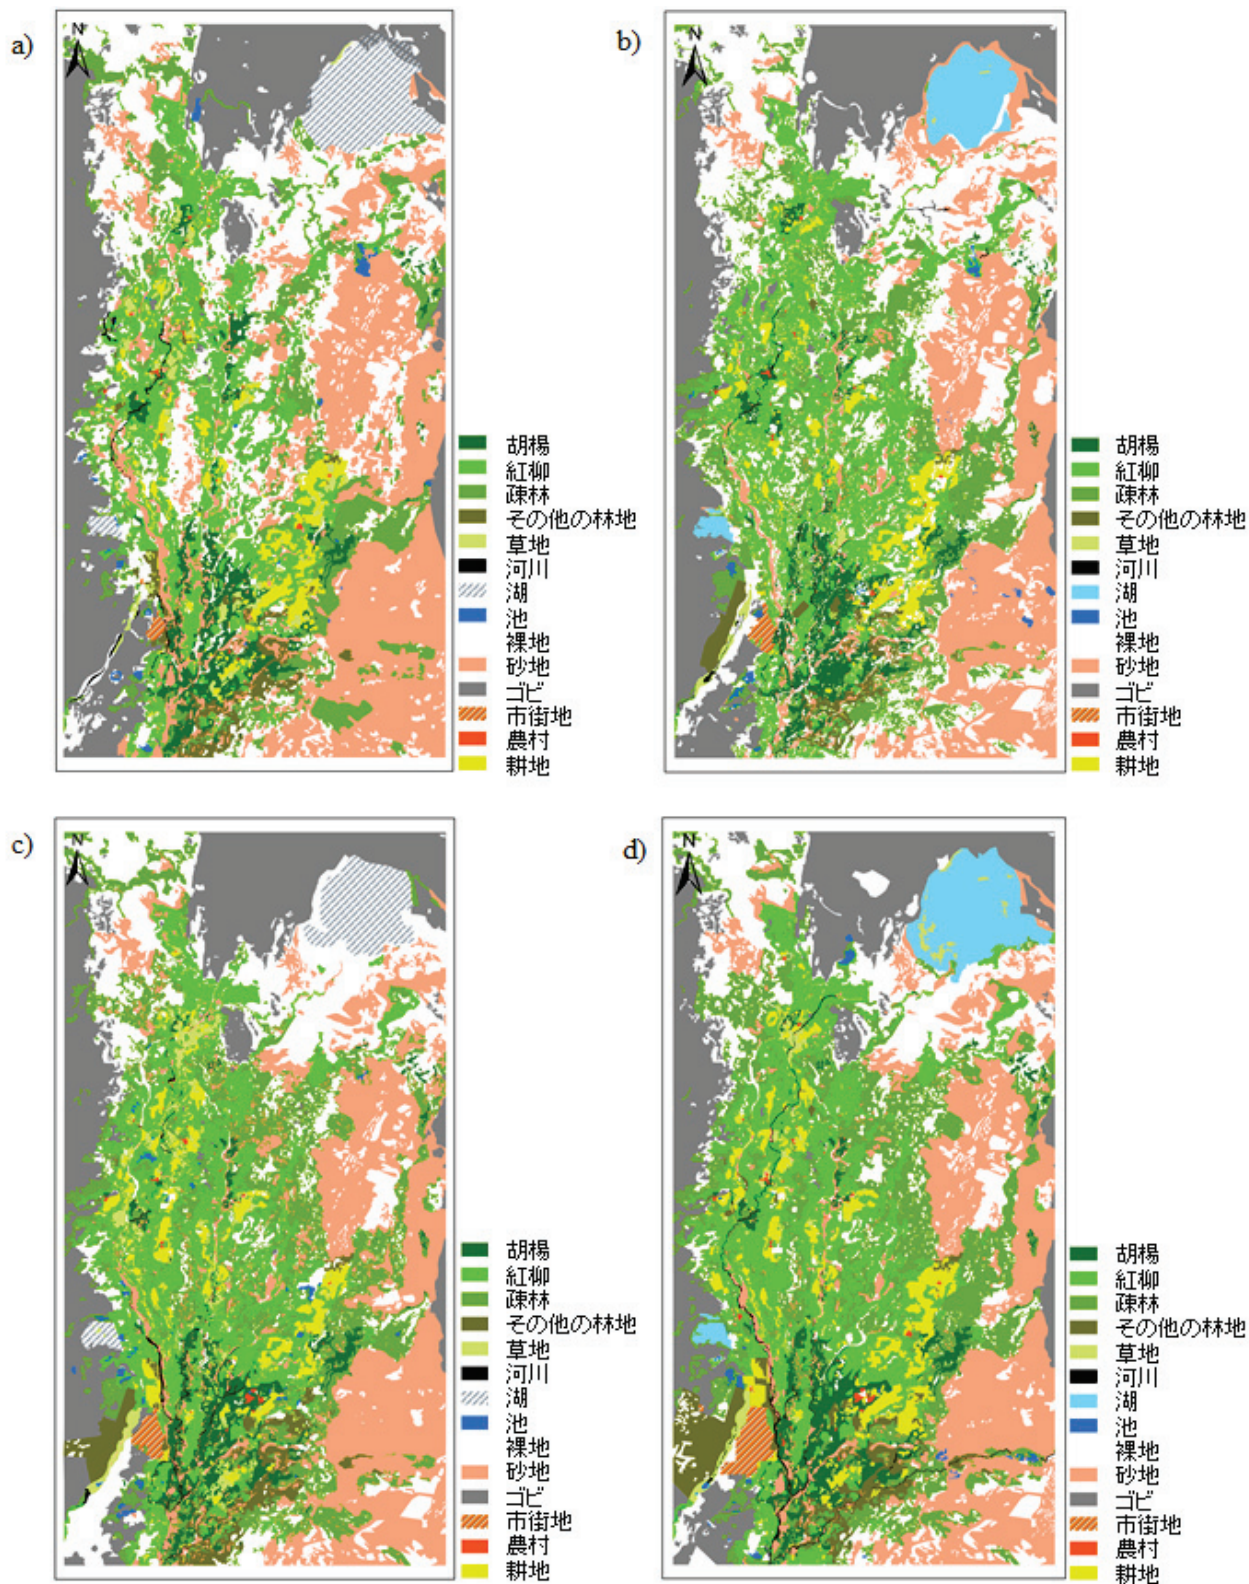 a)
N
胡楊
紅柳
疎林
その他の林地
草地
河川
湖
池
裸地
砂地
ゴビ
市街地
農村
耕地
b)
N
胡楊
紅柳
疎林
その他の林地
草地
河川
湖
池
裸地
砂地
ゴビ
市街地
農村
耕地
c)
N
胡楊
紅柳
疎林
その他の林地
草地
河川
湖
池
裸地
砂地
ゴビ
市街地
農村
耕地
d)
N
胡楊
紅柳
疎林
その他の林地
草地
河川
湖
池
裸地
砂地
ゴビ
市街地
農村
耕地